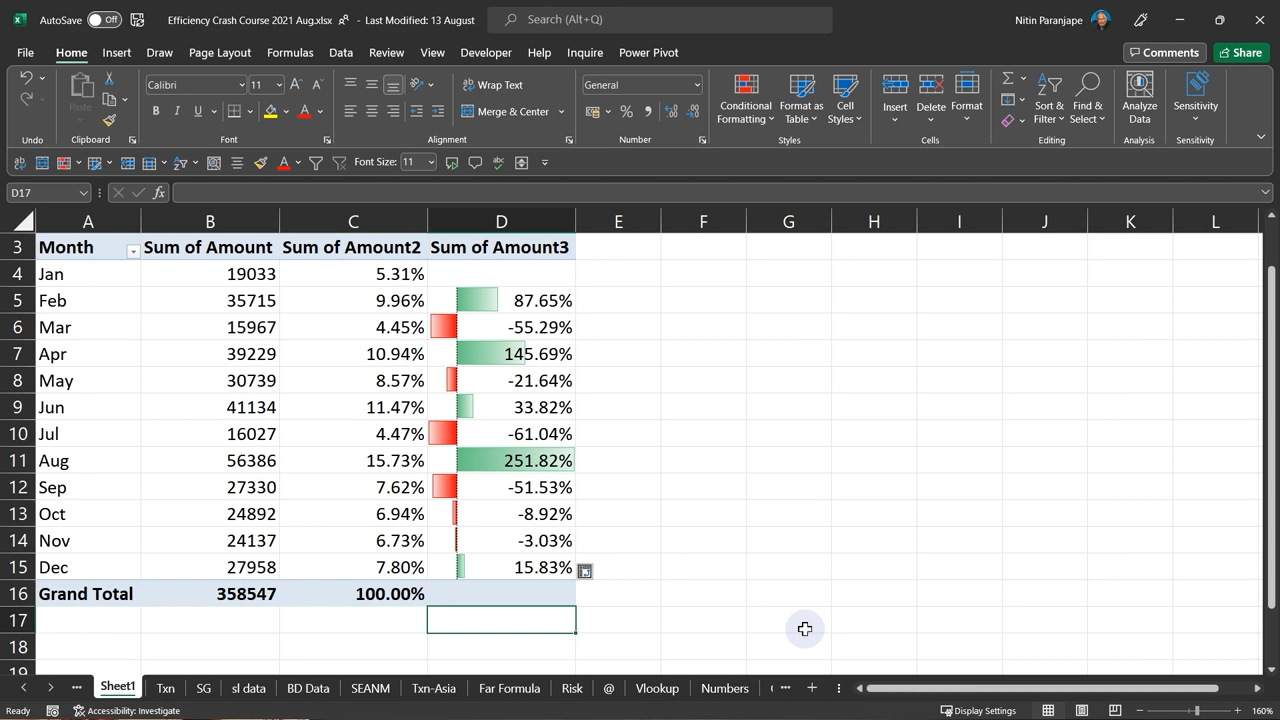 AutoSave Off Efficiency Crash Course 2021 Aug.xlsx - Last Modified: 13 August Search (Alt+Q) Nitin Paranjape
File Home Insert Draw Page Layout Formulas Data Review View Developer Help Inquire Power Pivot Comments Share
Calibri 11 Wrap Text General
Paste B I U Merge & Center Conditional Formatting Format as Table Cell Styles Insert Delete Format Sort & Filter Find & Select Analyze Data Sensitivity
Undo Clipboard Font Alignment Number Styles Cells Editing Analysis Sensitivity
Font Size: 11
D17 fx
A B C D E F G H I J K L
3 Month Sum of Amount Sum of Amount2 Sum of Amount3
4 Jan 19033 5.31%
5 Feb 35715 9.96% 87.65%
6 Mar 15967 4.45% -55.29%
7 Apr 39229 10.94% 145.69%
8 May 30739 8.57% -21.64%
9 Jun 41134 11.47% 33.82%
10 Jul 16027 4.47% -61.04%
11 Aug 56386 15.73% 251.82%
12 Sep 27330 7.62% -51.53%
13 Oct 24892 6.94% -8.92%
14 Nov 24137 6.73% -3.03%
15 Dec 27958 7.80% 15.83%
16 Grand Total 358547 100.00%
17
18
19
Sheet1 Txn SG sl data BD Data SEANM Txn-Asia Far Formula Risk @ Vlookup Numbers
Ready Accessibility: Investigate Display Settings 160%